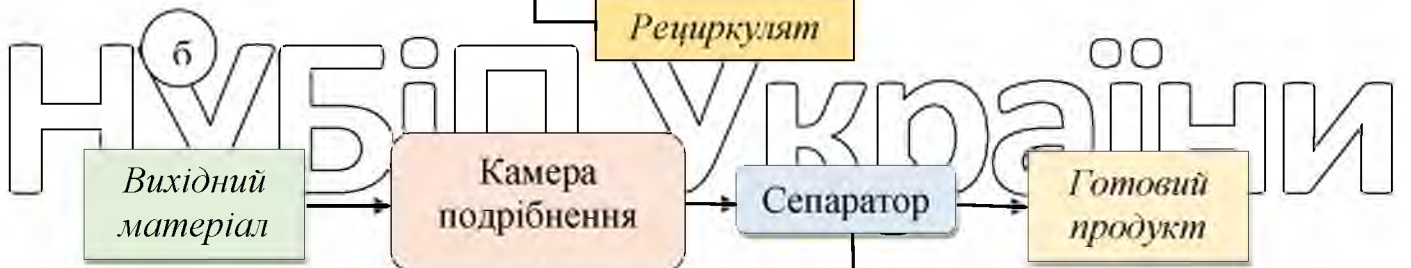 Рециркулят
б
НУБіП України
Вихідний
матеріал
Камера
подрібнення
Сепаратор
Готовий
продукт